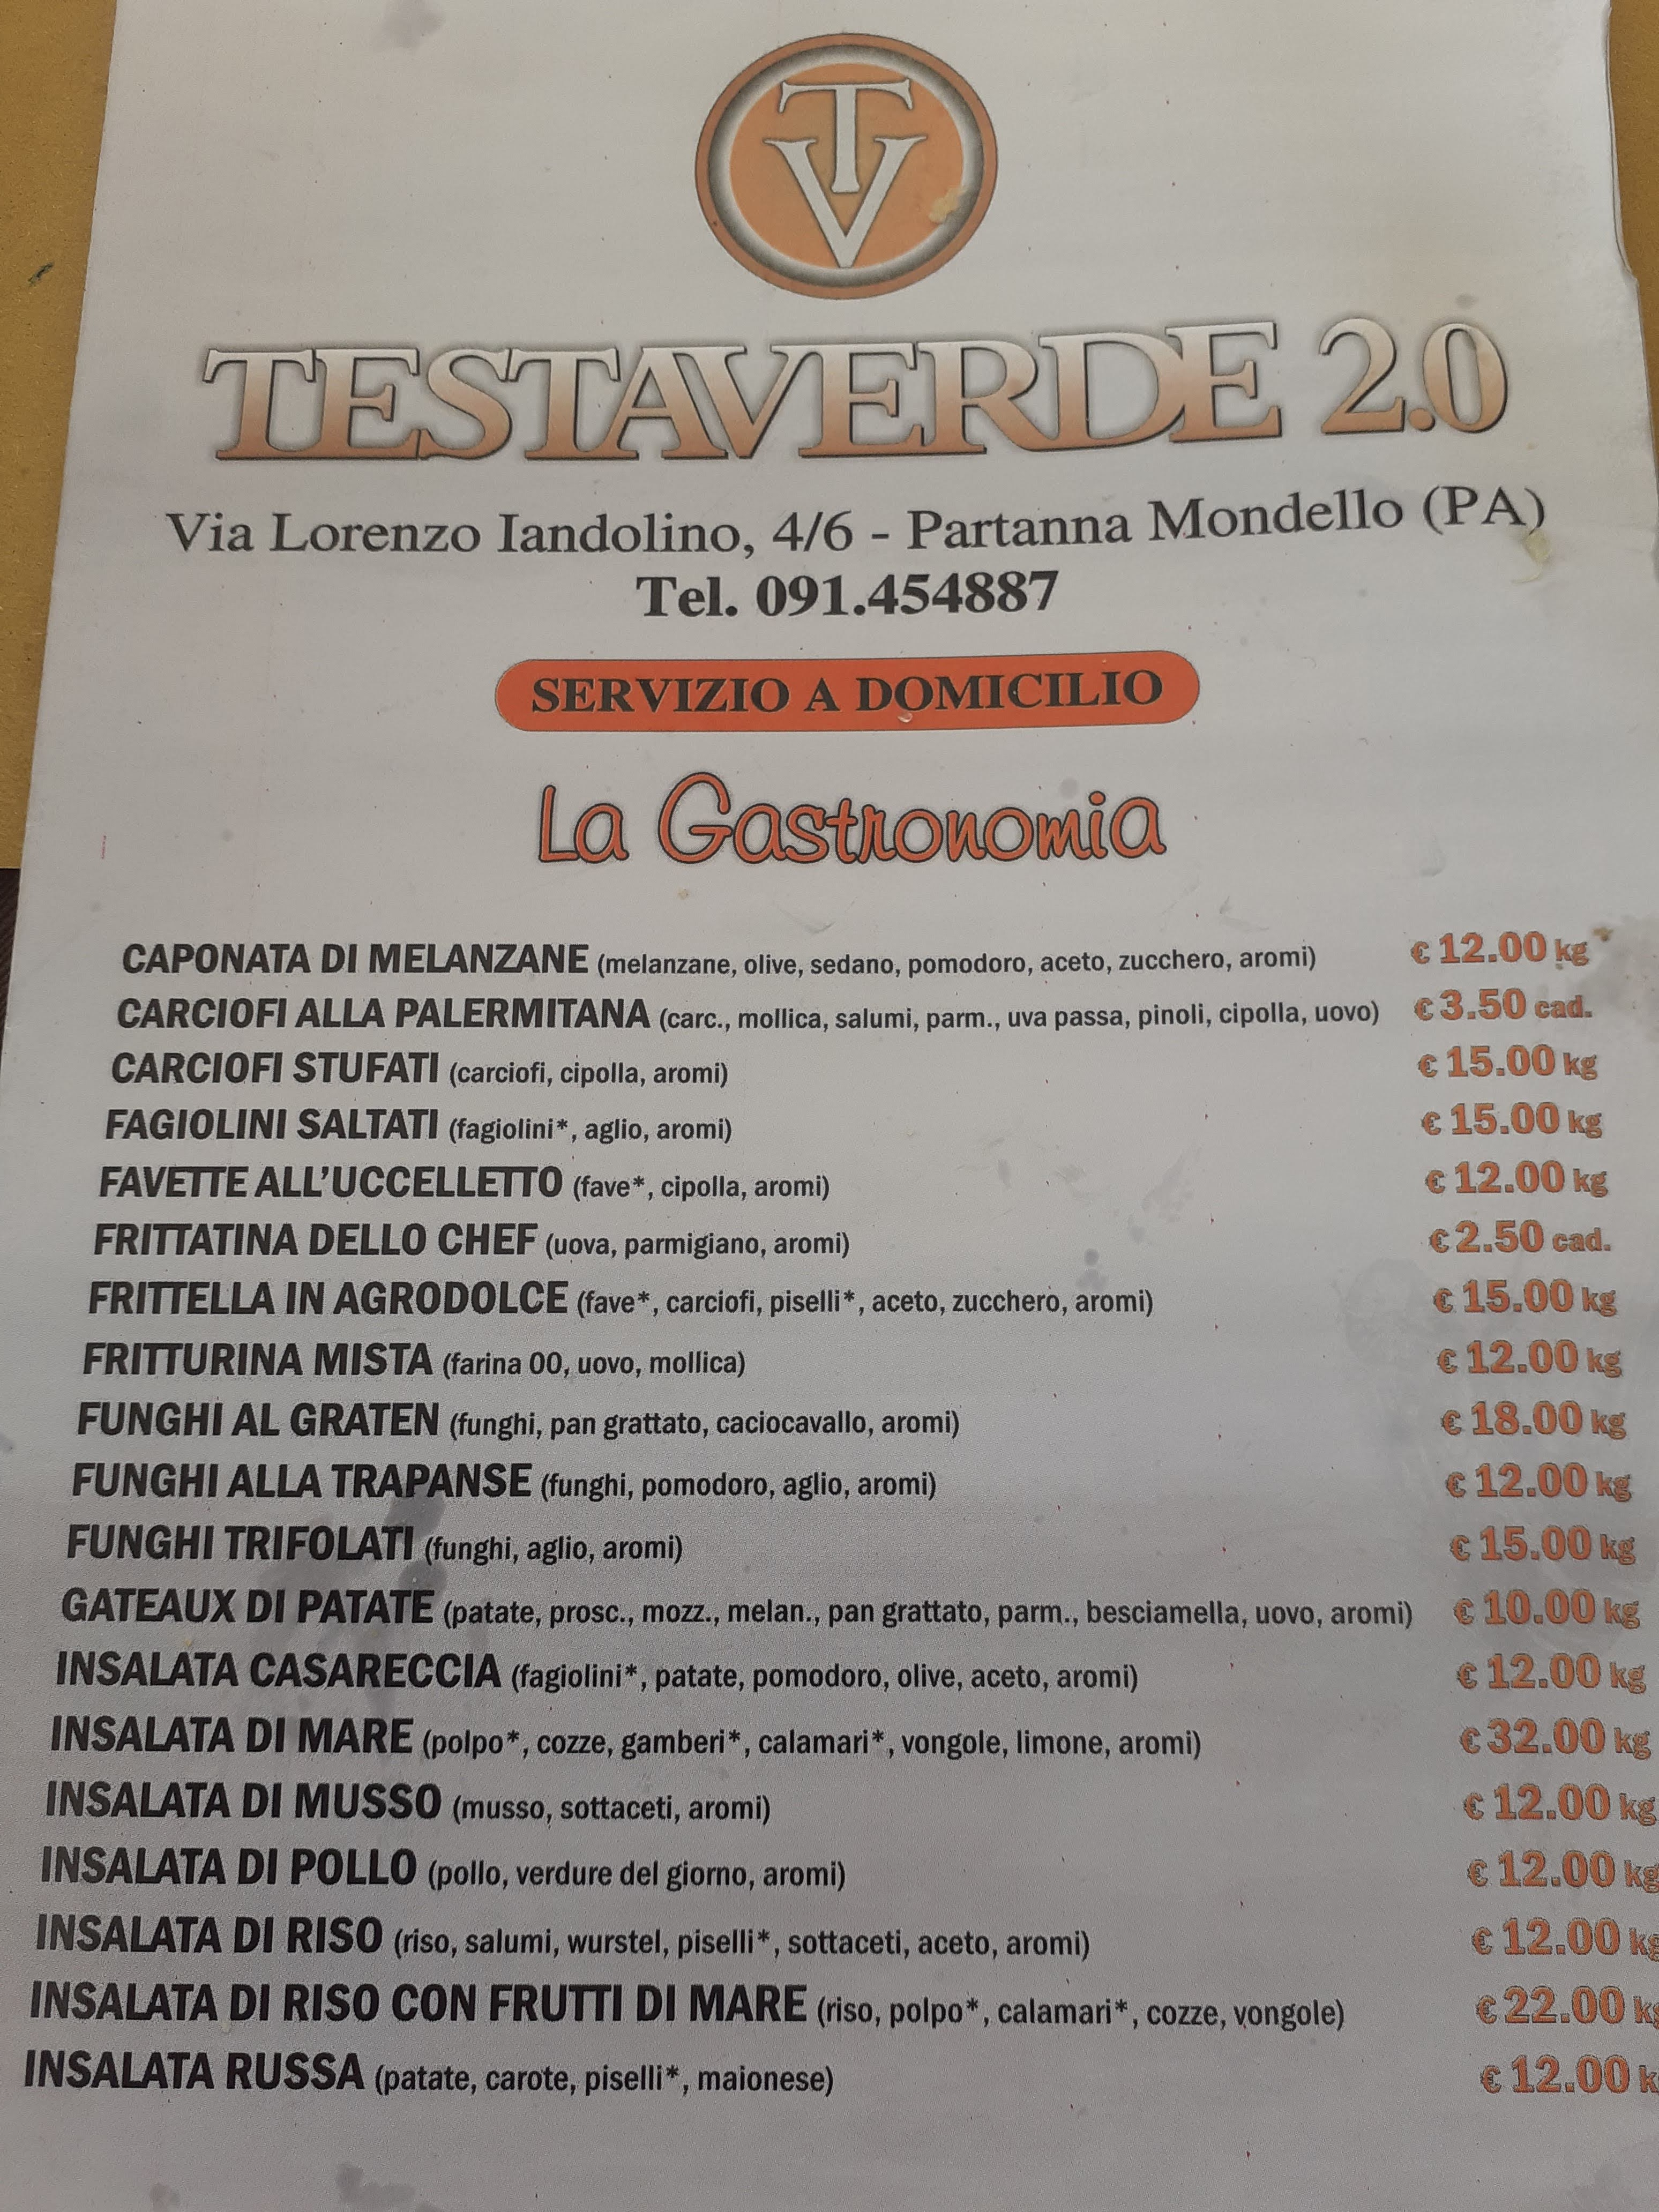 TV
TESTAVERDE 2.0
Via Lorenzo Iandolino, 4/6 - Partanna Mondello (PA)
Tel. 091.454887
SERVIZIO A DOMICILIO
La Gastronomia
CAPONATA DI MELANZANE (melanzane, olive, sedano, pomodoro, aceto, zucchero, aromi) € 12.00 kg
CARCIOFI ALLA PALERMITANA (carc., mollica, salumi, parm., uva passa, pinoli, cipolla, uovo) € 3.50 cad.
CARCIOFI STUFATI (carciofi, cipolla, aromi) € 15.00 kg
FAGIOLINI SALTATI (fagiolini*, aglio, aromi) € 15.00 kg
FAVETTE ALL'UCCELLETTO (fave*, cipolla, aromi) € 12.00 kg
FRITTATINA DELLO CHEF (uova, parmigiano, aromi) € 2.50 cad.
FRITTELLA IN AGRODOLCE (fave*, carciofi, piselli*, aceto, zucchero, aromi) € 15.00 kg
FRITTURINA MISTA (farina 00, uovo, mollica) € 12.00 kg
FUNGHI AL GRATEN (funghi, pan grattato, caciocavallo, aromi) € 18.00 kg
FUNGHI ALLA TRAPANSE (funghi, pomodoro, aglio, aromi) € 12.00 kg
FUNGHI TRIFOLATI (funghi, aglio, aromi) € 15.00 kg
GATEAUX DI PATATE (patate, prosc., mozz., melan., pan grattato, parm., besciamella, uovo, aromi) € 10.00 kg
INSALATA CASARECCIA (fagiolini*, patate, pomodoro, olive, aceto, aromi) € 12.00 kg
INSALATA DI MARE (polpo*, cozze, gamberi*, calamari*, vongole, limone, aromi) € 32.00 kg
INSALATA DI MUSSO (musso, sottaceti, aromi) € 12.00 kg
INSALATA DI POLLO (pollo, verdure del giorno, aromi) € 12.00 kg
INSALATA DI RISO (riso, salumi, wurstel, piselli*, sottaceti, aceto, aromi) € 12.00 kg
INSALATA DI RISO CON FRUTTI DI MARE (riso, polpo*, calamari*, cozze, vongole) € 22.00 kg
INSALATA RUSSA (patate, carote, piselli*, maionese) € 12.00 k